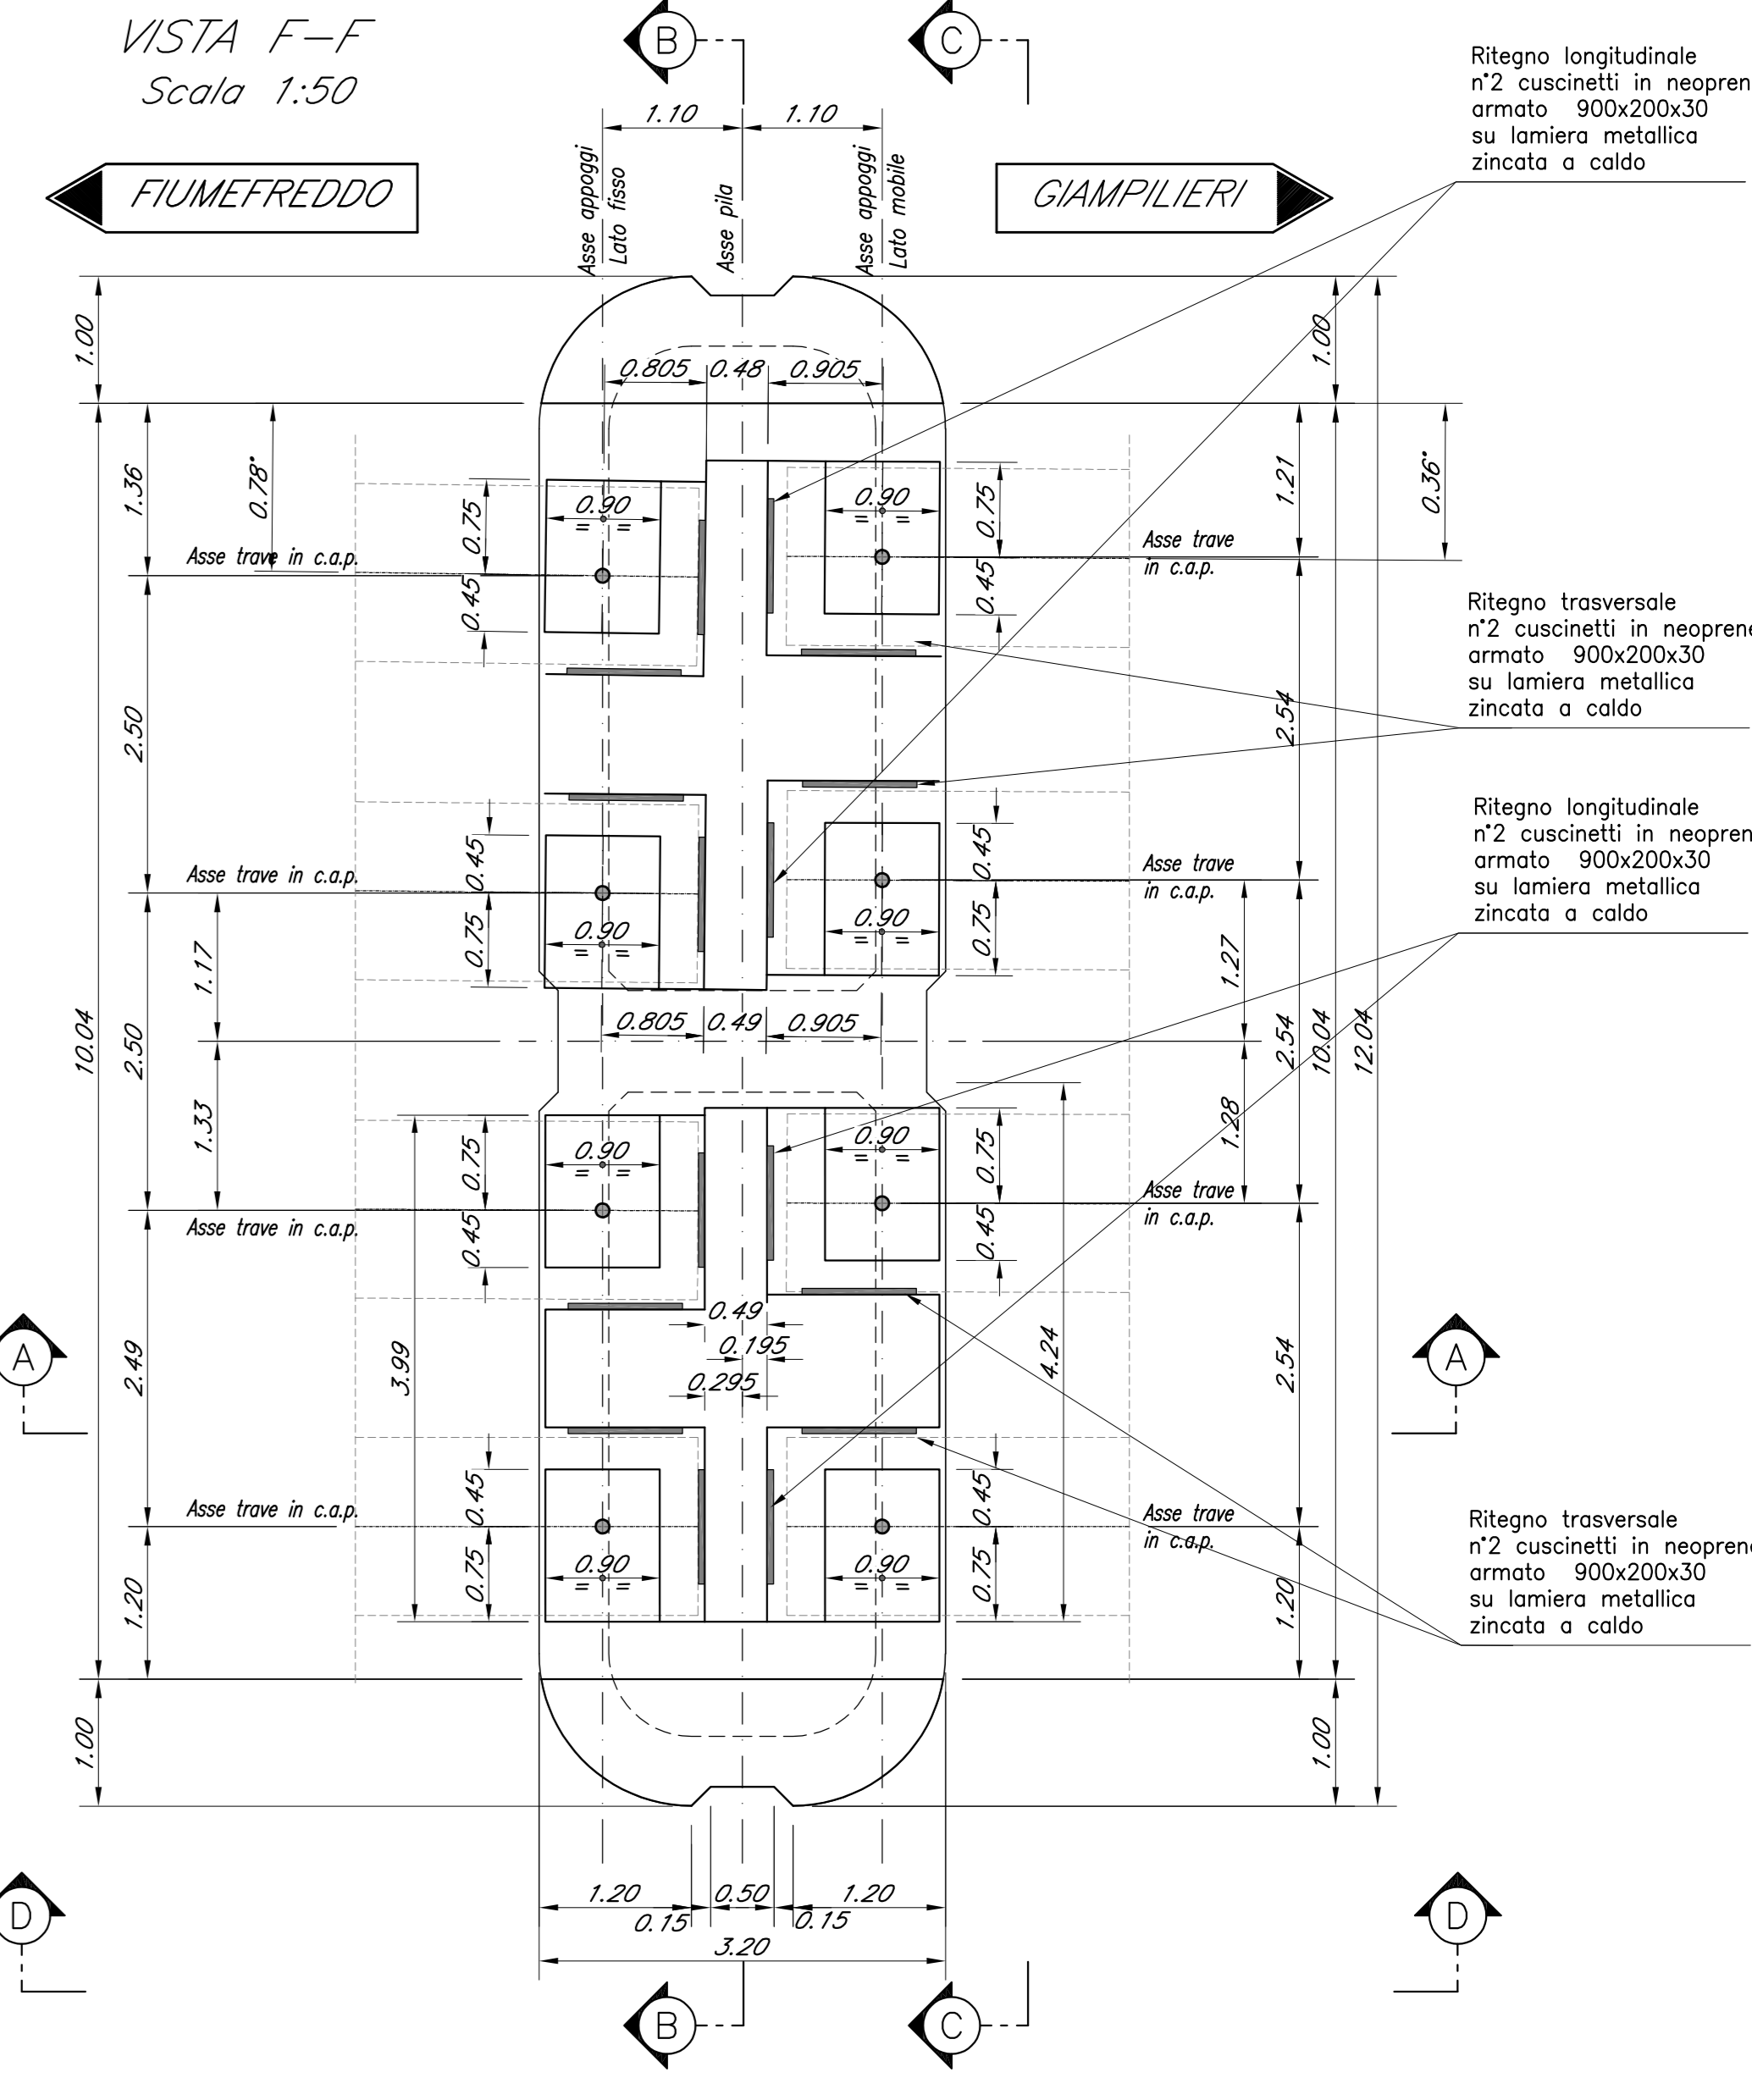 VISTA F-F
Scala 1:50
B
C
1.10
1.10
FIUMEFREDDO
GIAMPILIERI
Asse appoggi
Lato fisso
Asse pila
Asse appoggi
Lato mobile
Ritegno longitudinale
n°2 cuscinetti in neopren
armato 900x200x30
su lamiera metallica
zincata a caldo
1.00
1.00
0.805
0.48
0.905
1.36
0.78°
0.75
0.90
= =
0.90
= =
0.75
1.21
0.36°
Asse trave in c.a.p.
Asse trave
in c.a.p.
0.45
0.45
Ritegno trasversale
n°2 cuscinetti in neoprene
armato 900x200x30
su lamiera metallica
zincata a caldo
2.50
2.54
Ritegno longitudinale
n°2 cuscinetti in neopren
armato 900x200x30
su lamiera metallica
zincata a caldo
0.45
0.45
Asse trave in c.a.p.
Asse trave
in c.a.p.
0.75
0.90
= =
0.90
= =
0.75
1.17
1.27
10.04
2.50
0.805
0.49
0.905
2.54
10.04
12.04
1.33
1.28
0.75
0.90
= =
0.90
= =
0.75
Asse trave in c.a.p.
Asse trave
in c.a.p.
0.45
0.45
0.49
0.195
0.295
A
2.49
3.99
4.24
2.54
A
0.45
0.45
Asse trave in c.a.p.
Asse trave
in c.a.p.
0.75
0.90
= =
0.90
= =
0.75
1.20
1.20
Ritegno trasversale
n°2 cuscinetti in neoprene
armato 900x200x30
su lamiera metallica
zincata a caldo
1.00
1.00
1.20
0.50
1.20
0.15
0.15
3.20
D
D
B
C